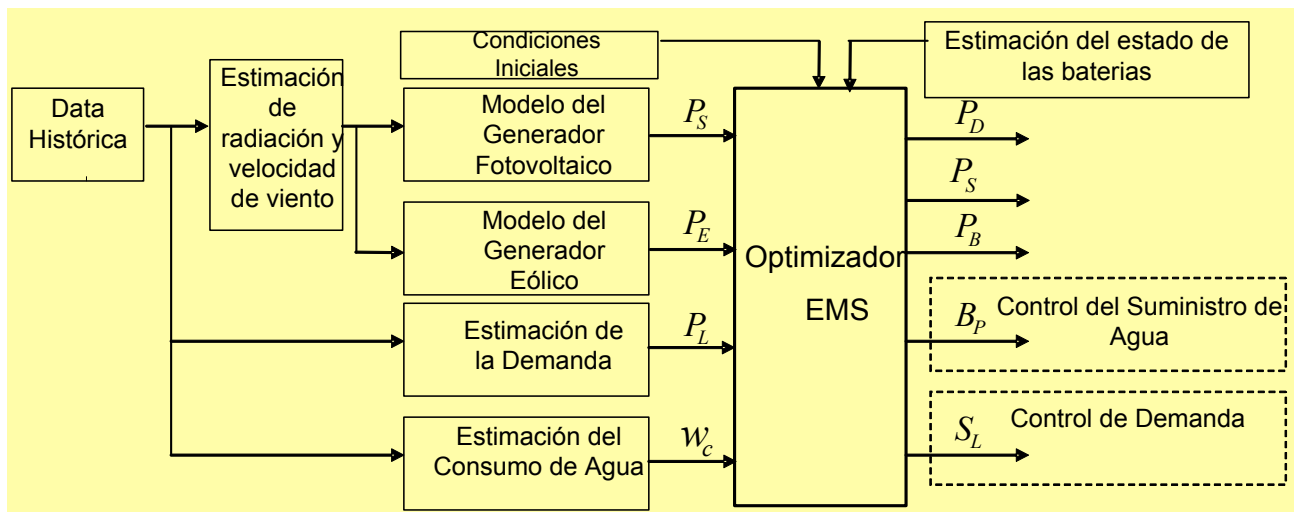 Condiciones
Iniciales
Estimación del estado de
las baterias
Data
Histórica
Estimación
de
radiación y
velocidad
de viento
Modelo del
Generador
Fotovoltaico
P_S
Modelo del
Generador
Eólico
P_E
Estimación de
la Demanda
P_L
Estimación del
Consumo de Agua
w_c
Optimizador
EMS
P_D
P_S
P_B
B_P
Control del Suministro de
Agua
S_L
Control de Demanda